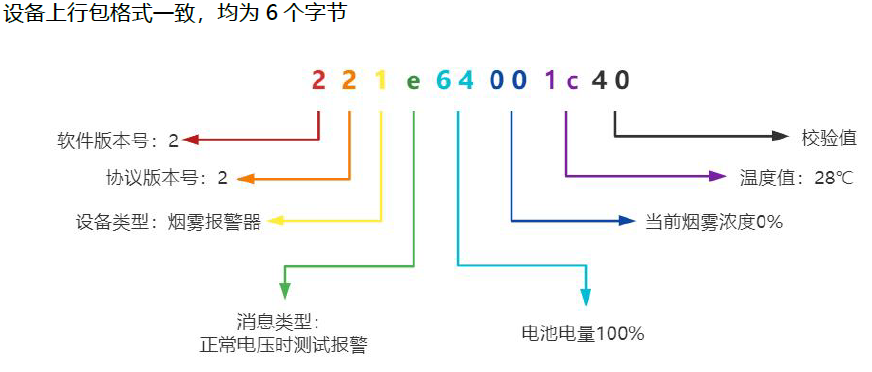 设备上行包格式一致，均为 6 个字节
2 2 1 e 6 4 0 0 1 c 4 0
软件版本号：2
校验值
协议版本号：2
温度值：28℃
设备类型：烟雾报警器
当前烟雾浓度0%
消息类型：
正常电压时测试报警
电池电量100%